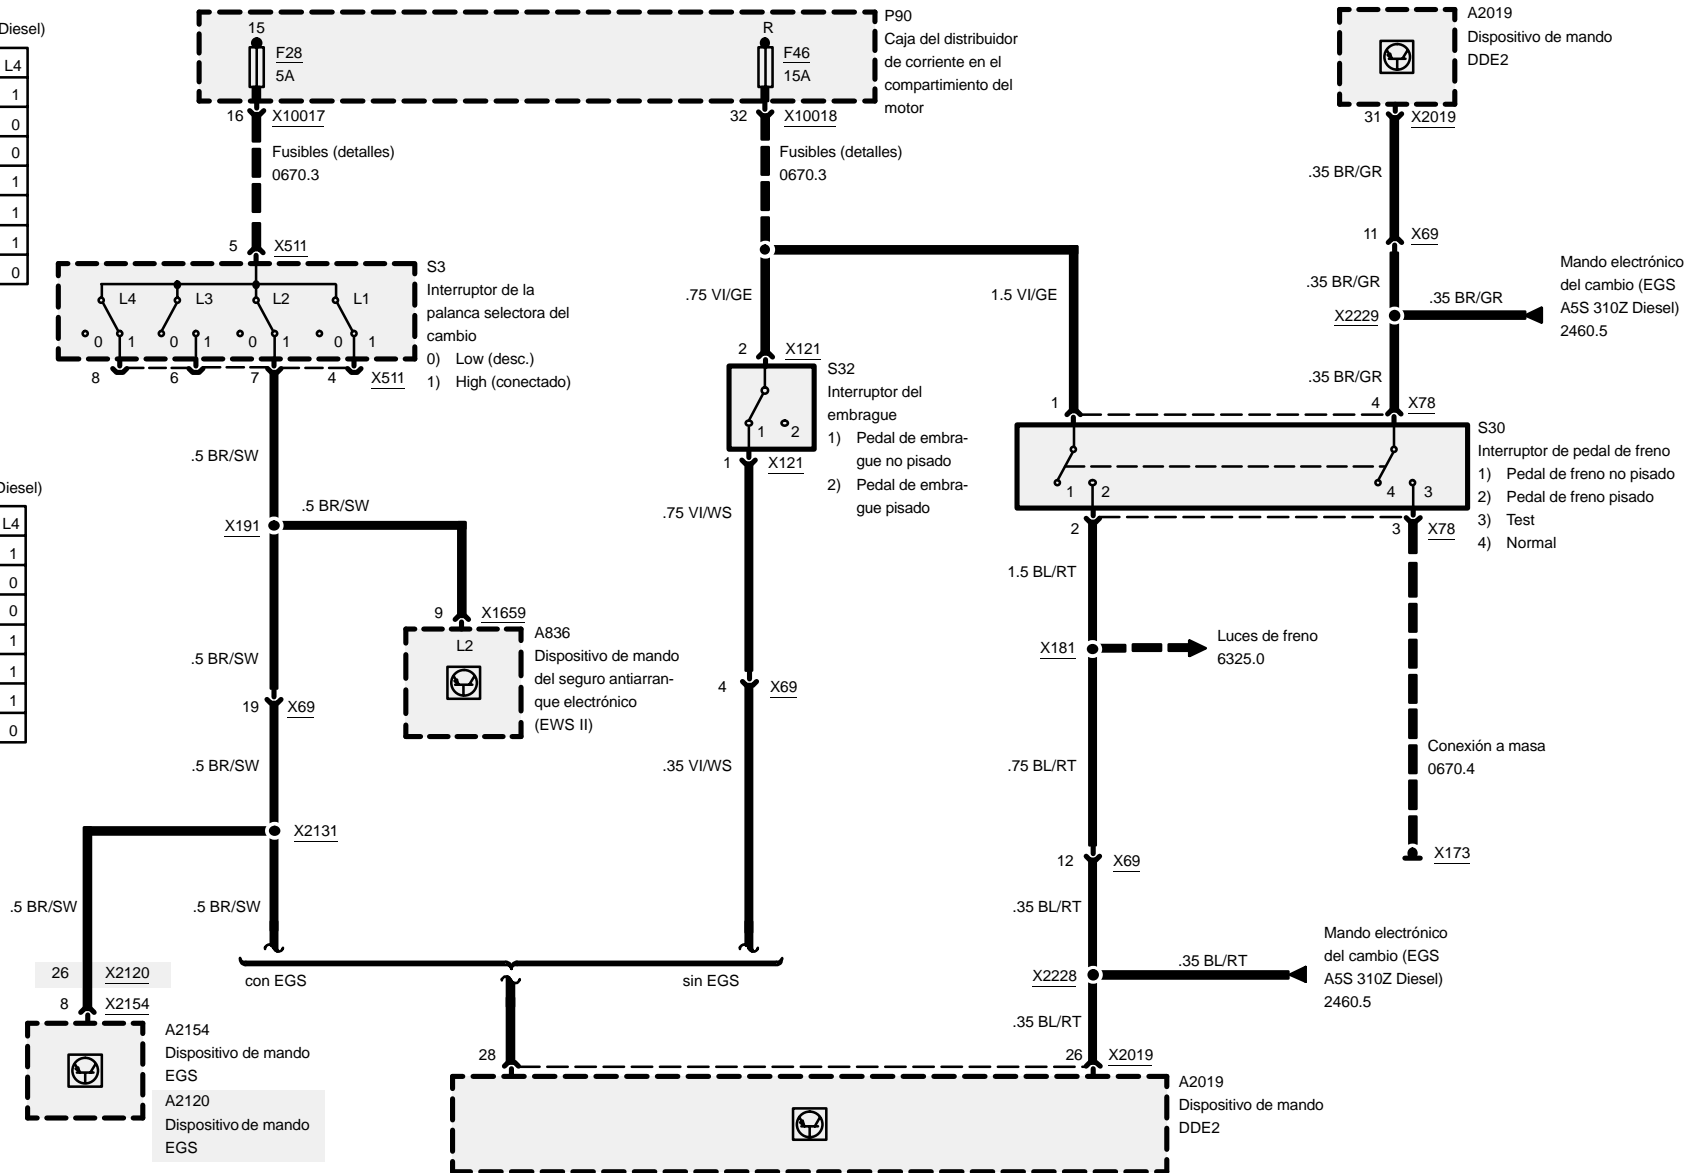 Diesel)
L4
1
0
0
1
1
1
0
15
F28
5A
R
F46
15A
P90
Caja del distribuidor
de corriente en el
compartimiento del
motor
A2019
Dispositivo de mando
DDE2
16 X10017
32 X10018
31 X2019
Fusibles (detalles)
0670.3
Fusibles (detalles)
0670.3
.35 BR/GR
11 X69
5 X511
S3
Interruptor de la
palanca selectora del
cambio
0) Low (desc.)
1) High (conectado)
L4 L3 L2 L1
0 1 0 1 0 1 0 1
8 6 7 4 X511
.75 VI/GE
1.5 VI/GE
.35 BR/GR
X2229
.35 BR/GR
Mando electrónico
del cambio (EGS
A5S 310Z Diesel)
2460.5
.35 BR/GR
2 X121
S32
Interruptor del
embrague
1) Pedal de embra-
gue no pisado
2) Pedal de embra-
gue pisado
1 2
1 X121
1 4 X78
S30
Interruptor de pedal de freno
1) Pedal de freno no pisado
2) Pedal de freno pisado
3) Test
4) Normal
1 2 4 3
2 3 X78
.5 BR/SW
Diesel)
L4
1
0
0
1
1
1
0
X191
.5 BR/SW
.75 VI/WS
1.5 BL/RT
9 X1659
L2
A836
Dispositivo de mando
del seguro antiarran-
que electrónico
(EWS II)
X181
Luces de freno
6325.0
.5 BR/SW
19 X69
4 X69
.5 BR/SW
.35 VI/WS
.75 BL/RT
Conexión a masa
0670.4
X2131
12 X69
X173
.5 BR/SW
.5 BR/SW
.35 BL/RT
con EGS
sin EGS
X2228
.35 BL/RT
Mando electrónico
del cambio (EGS
A5S 310Z Diesel)
2460.5
26 X2120
8 X2154
.35 BL/RT
A2154
Dispositivo de mando
EGS
A2120
Dispositivo de mando
EGS
28
26 X2019
A2019
Dispositivo de mando
DDE2